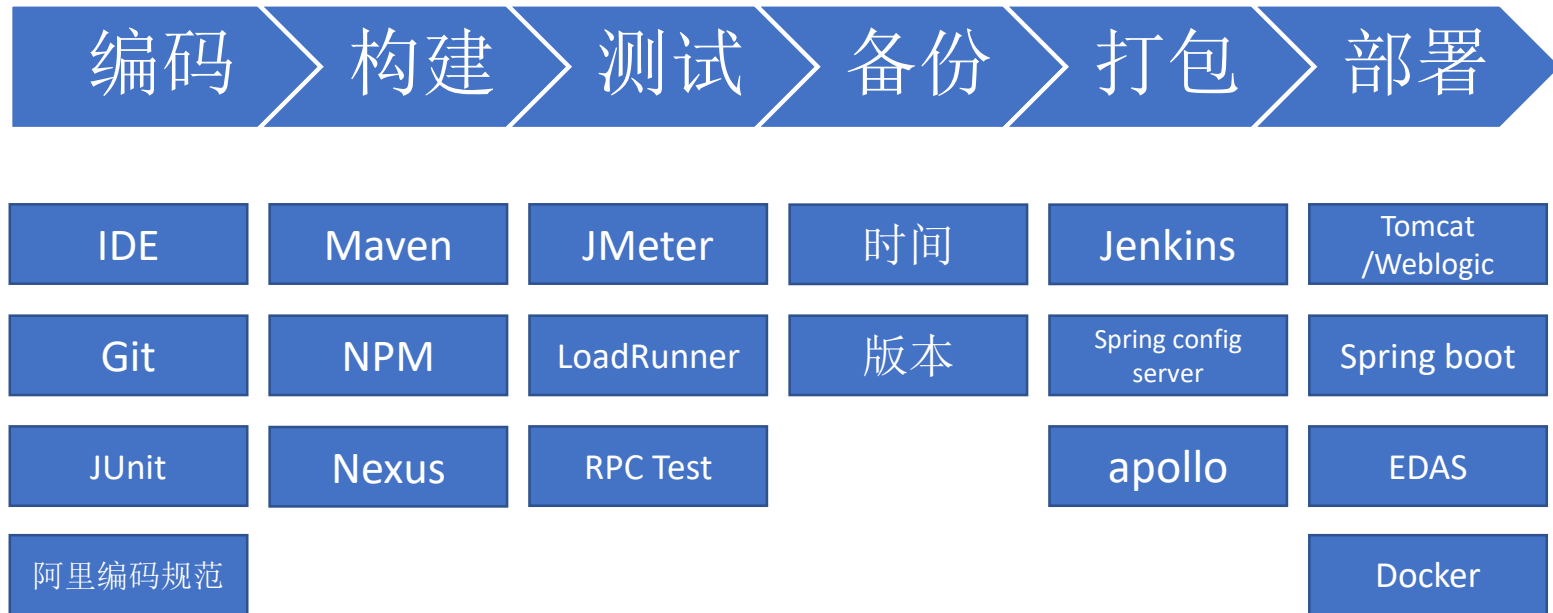 编码 构建 测试 备份 打包 部署
IDE Maven JMeter 时间 Jenkins Tomcat
/Weblogic
Git NPM LoadRunner 版本 Spring config
server Spring boot
JUnit Nexus RPC Test apollo EDAS
阿里编码规范 Docker